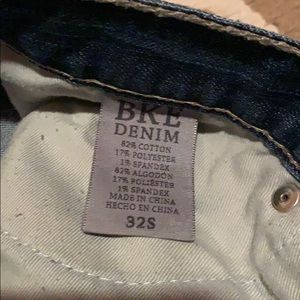 BKE
DENIM
82% COTTON
17% POLYESTER
1% SPANDEX
82% ALGODÓN
17% POLIÉSTER
1% SPANDEX
MADE IN CHINA
HECHO EN CHINA
32S